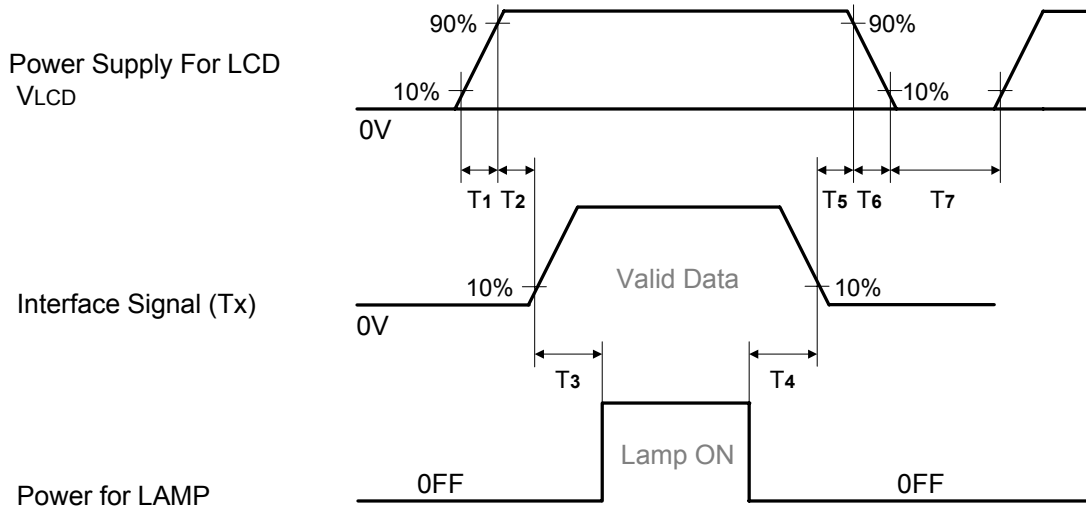 90% 90%
Power Supply For LCD
VLCD
10% 10%
0V
T1 T2 T5 T6 T7
Valid Data
10% 10%
Interface Signal (Tx)
0V
T3 T4
Lamp ON
0FF 0FF
Power for LAMP